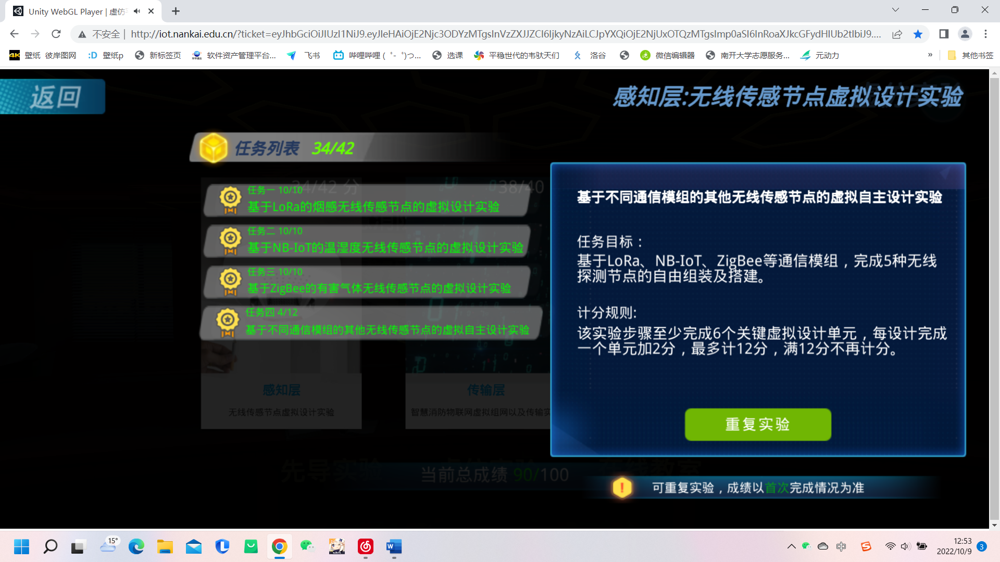 Unity WebGL Player | 虚仿
不安全 | http://iot.nankai.edu.cn/?ticket=eyJhbGciOiJIUzI1NiJ9.eyJleHAiOjE2Njc3ODYzMTgsInVzZXJJZCI6IjkyNzAiLCJpYXQiOjE2NjUxOTQzMTgsImp0aSI6InRoaXJkcGFydHlUb2tlbiJ9....
4K 壁纸 彼岸图网 :D 壁纸p 新标签页 软件资产管理平台... 飞书 哔哩哔哩 ( ゜- ゜)つ... 选课 平稳世代的韦驮天们 洛谷 微信编辑器 南开大学志愿服务... 元动力 » 其他书签
返回
感知层:无线传感节点虚拟设计实验
任务列表 34/42
34/42 分
38/40
任务一 10/10
基于LoRa的烟感无线传感节点的虚拟设计实验
任务二 10/10
基于NB-IoT的温湿度无线传感节点的虚拟设计实验
任务三 10/10
基于ZigBee的有害气体无线传感节点的虚拟设计实验
任务四 4/12
基于不同通信模组的其他无线传感节点的虚拟自主设计实验
感知层
无线传感节点虚拟设计实验
传输层
智慧消防物联网虚拟组网以及传输实
基于不同通信模组的其他无线传感节点的虚拟自主设计实验
任务目标：
基于LoRa、NB-IoT、ZigBee等通信模组，完成5种无线
探测节点的自由组装及搭建。
计分规则:
该实验步骤至少完成6个关键虚拟设计单元，每设计完成
一个单元加2分，最多计12分，满12分不再计分。
重复实验
先导实验
当前总成绩 90/100
可重复实验，成绩以首次完成情况为准
15°
中
12:53
2022/10/9
3